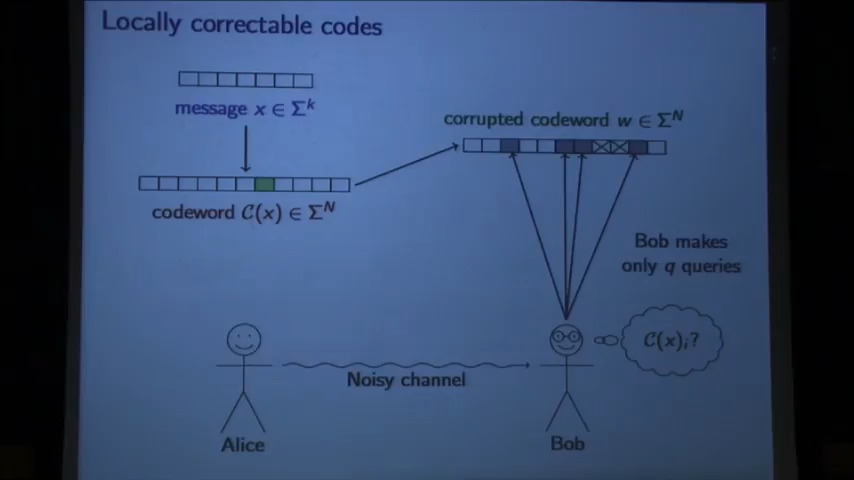 Locally correctable codes
message x ∈ Σ^k
corrupted codeword w ∈ Σ^N
codeword C(x) ∈ Σ^N
Bob makes
only q queries
C(x)_i?
Noisy channel
Alice
Bob